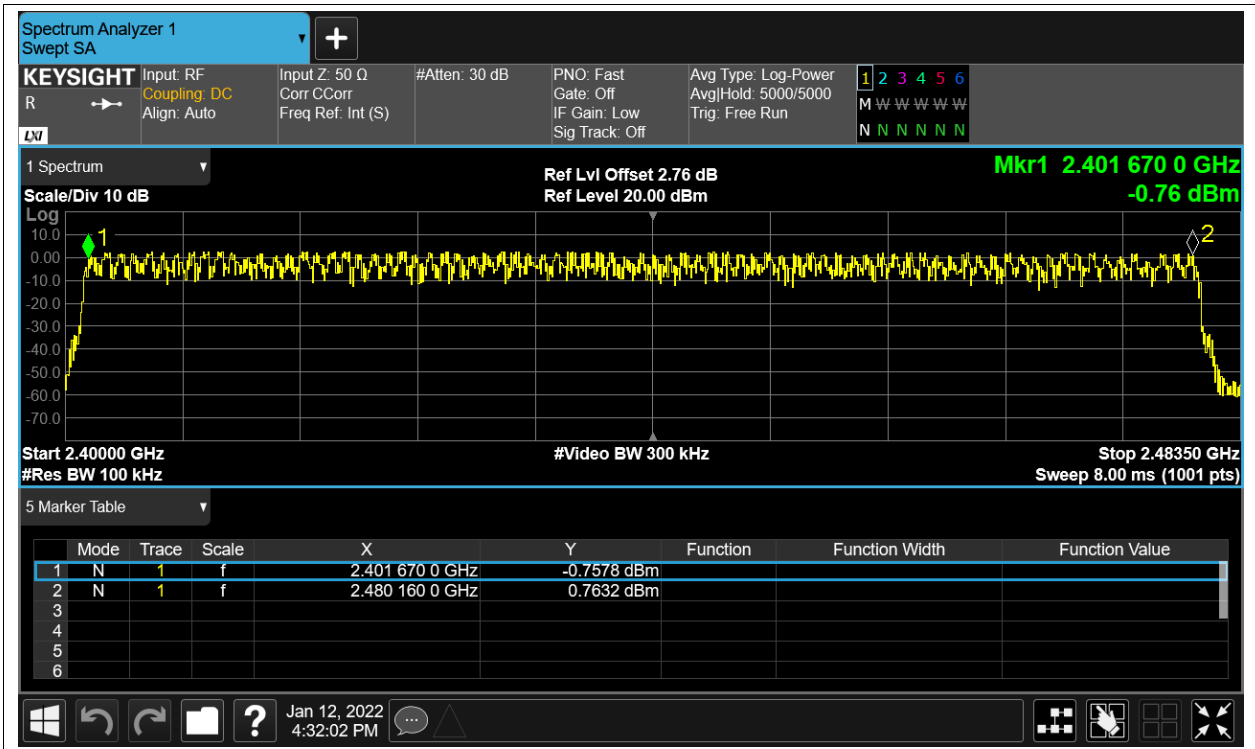 Spectrum Analyzer 1
Swept SA
+
KEYSIGHT Input: RF Input Z: 50 Ω #Atten: 30 dB PNO: Fast Avg Type: Log-Power 1 2 3 4 5 6
R Coupling: DC Corr CCorr Gate: Off Avg|Hold: 5000/5000 M W W W W W
Align: Auto Freq Ref: Int (S) IF Gain: Low Trig: Free Run
LXI Sig Track: Off N N N N N N
1 Spectrum Ref Lvl Offset 2.76 dB Mkr1 2.401 670 0 GHz
Scale/Div 10 dB Ref Level 20.00 dBm -0.76 dBm
Log
10.0 1 2
0.00
-10.0
-20.0
-30.0
-40.0
-50.0
-60.0
-70.0
Start 2.40000 GHz #Video BW 300 kHz Stop 2.48350 GHz
#Res BW 100 kHz Sweep 8.00 ms (1001 pts)
5 Marker Table
Mode Trace Scale X Y Function Function Width Function Value
1 N 1 f 2.401 670 0 GHz -0.7578 dBm
2 N 1 f 2.480 160 0 GHz 0.7632 dBm
3
4
5
6
? Jan 12, 2022
4:32:02 PM